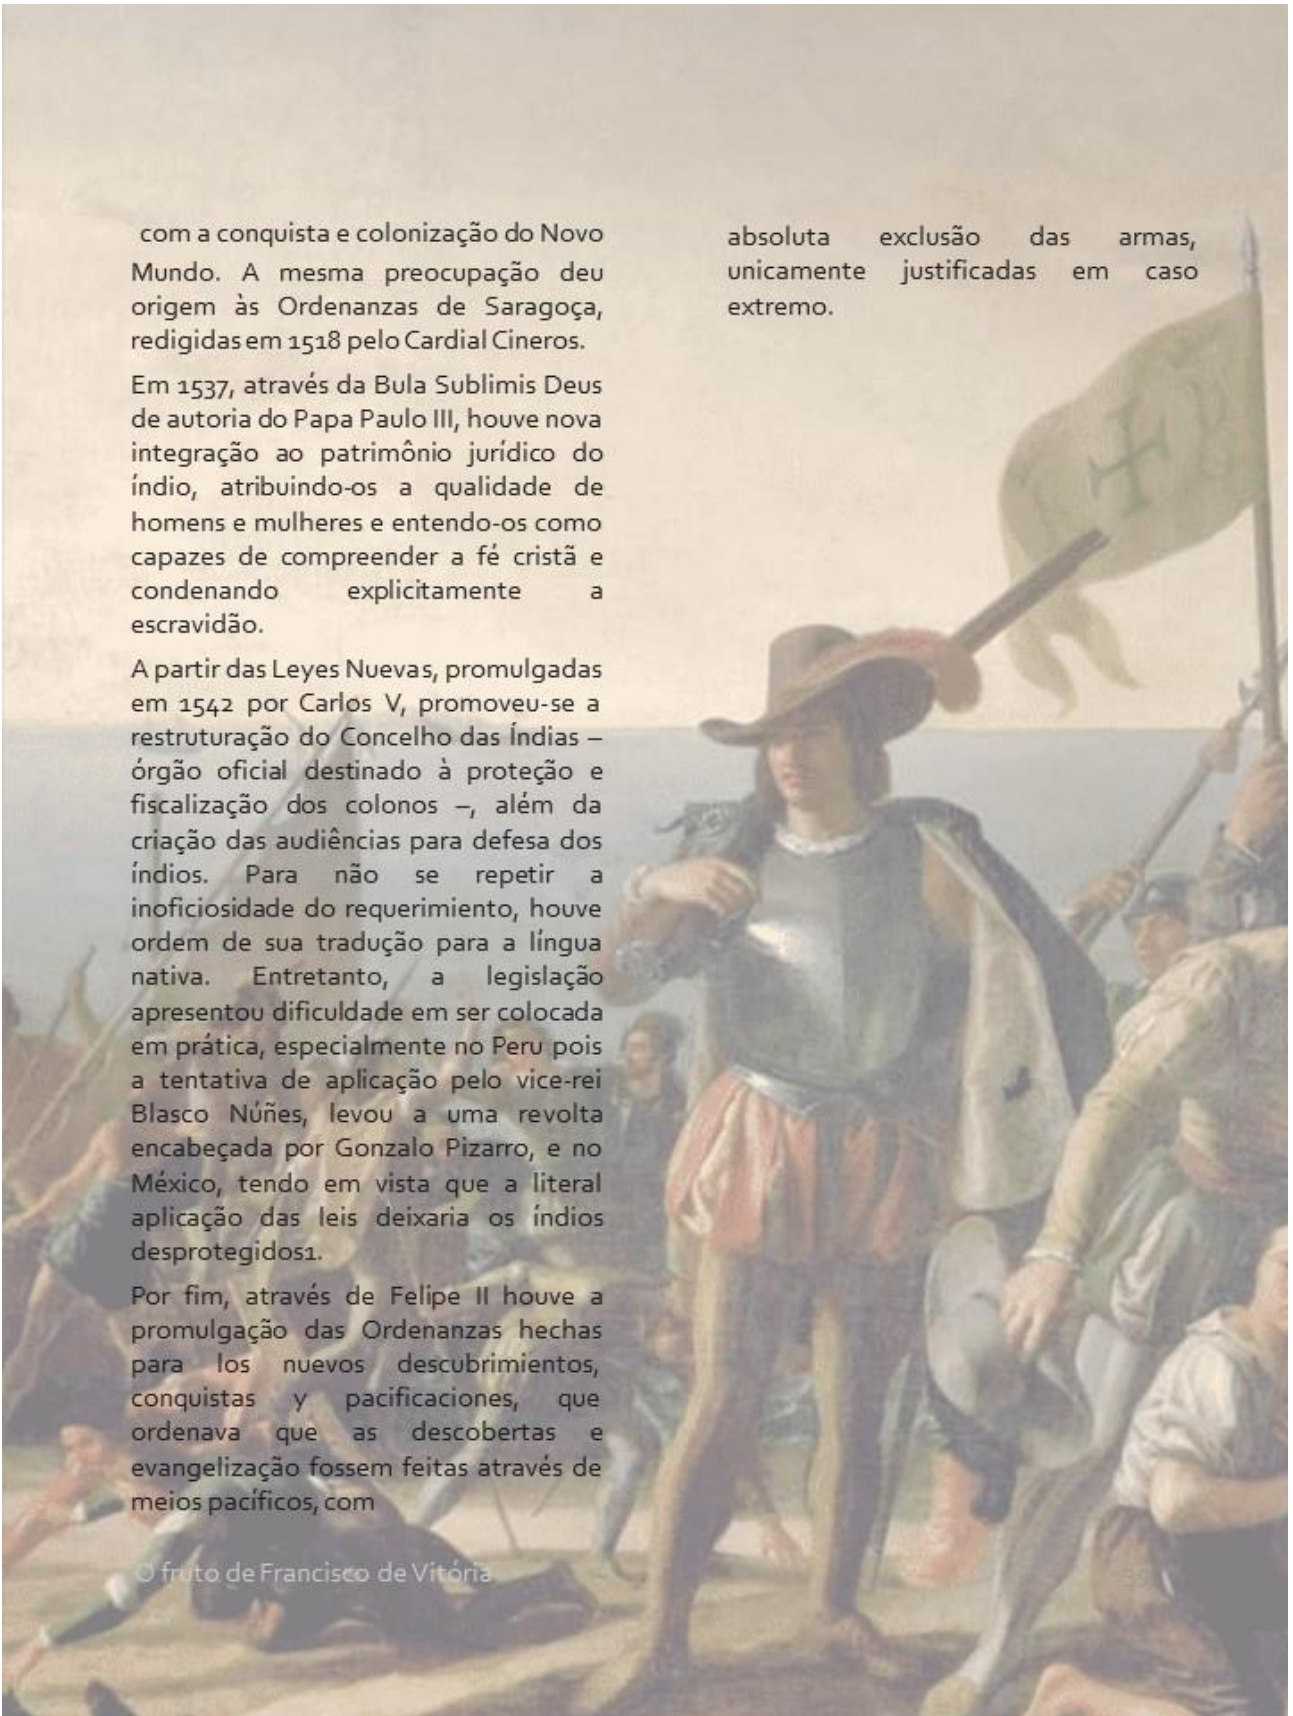 com a conquista e colonização do Novo
Mundo. A mesma preocupação deu
origem às Ordenanzas de Saragoça,
redigidas em 1518 pelo Cardial Cineros.
Em 1537, através da Bula Sublimis Deus
de autoria do Papa Paulo III, houve nova
integração ao patrimônio jurídico do
índio, atribuindo-os a qualidade de
homens e mulheres e entendo-os como
capazes de compreender a fé cristã e
condenando explicitamente a
escravidão.
A partir das Leyes Nuevas, promulgadas
em 1542 por Carlos V, promoveu-se a
restruturação do Concelho das Índias –
órgão oficial destinado à proteção e
fiscalização dos colonos –, além da
criação das audiências para defesa dos
índios. Para não se repetir a
inoficiosidade do requerimiento, houve
ordem de sua tradução para a língua
nativa. Entretanto, a legislação
apresentou dificuldade em ser colocada
em prática, especialmente no Peru pois
a tentativa de aplicação pelo vice-rei
Blasco Núñes, levou a uma revolta
encabeçada por Gonzalo Pizarro, e no
México, tendo em vista que a literal
aplicação das leis deixaria os índios
desprotegidos1.
Por fim, através de Felipe II houve a
promulgação das Ordenanzas hechas
para los nuevos descubrimientos,
conquistas y pacificaciones, que
ordenava que as descobertas e
evangelização fossem feitas através de
meios pacíficos, com
absoluta exclusão das armas,
unicamente justificadas em caso
extremo.
O fruto de Francisco de Vitória